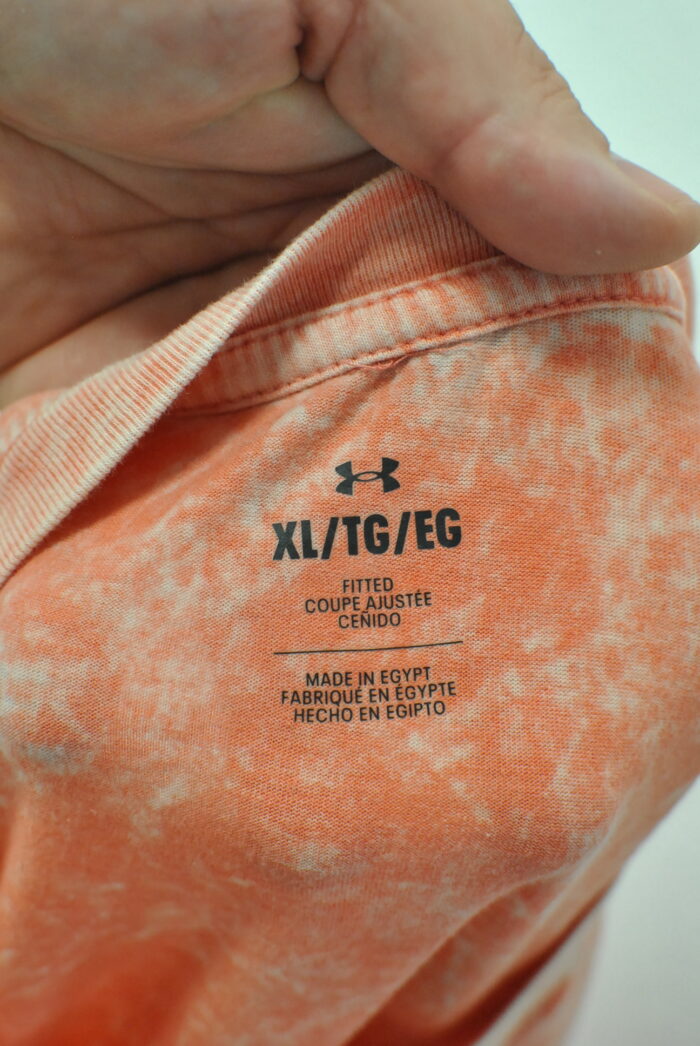 XL/TG/EG
FITTED
COUPE AJUSTÉE
CEÑIDO
MADE IN EGYPT
FABRIQUÉ EN ÉGYPTE
HECHO EN EGIPTO